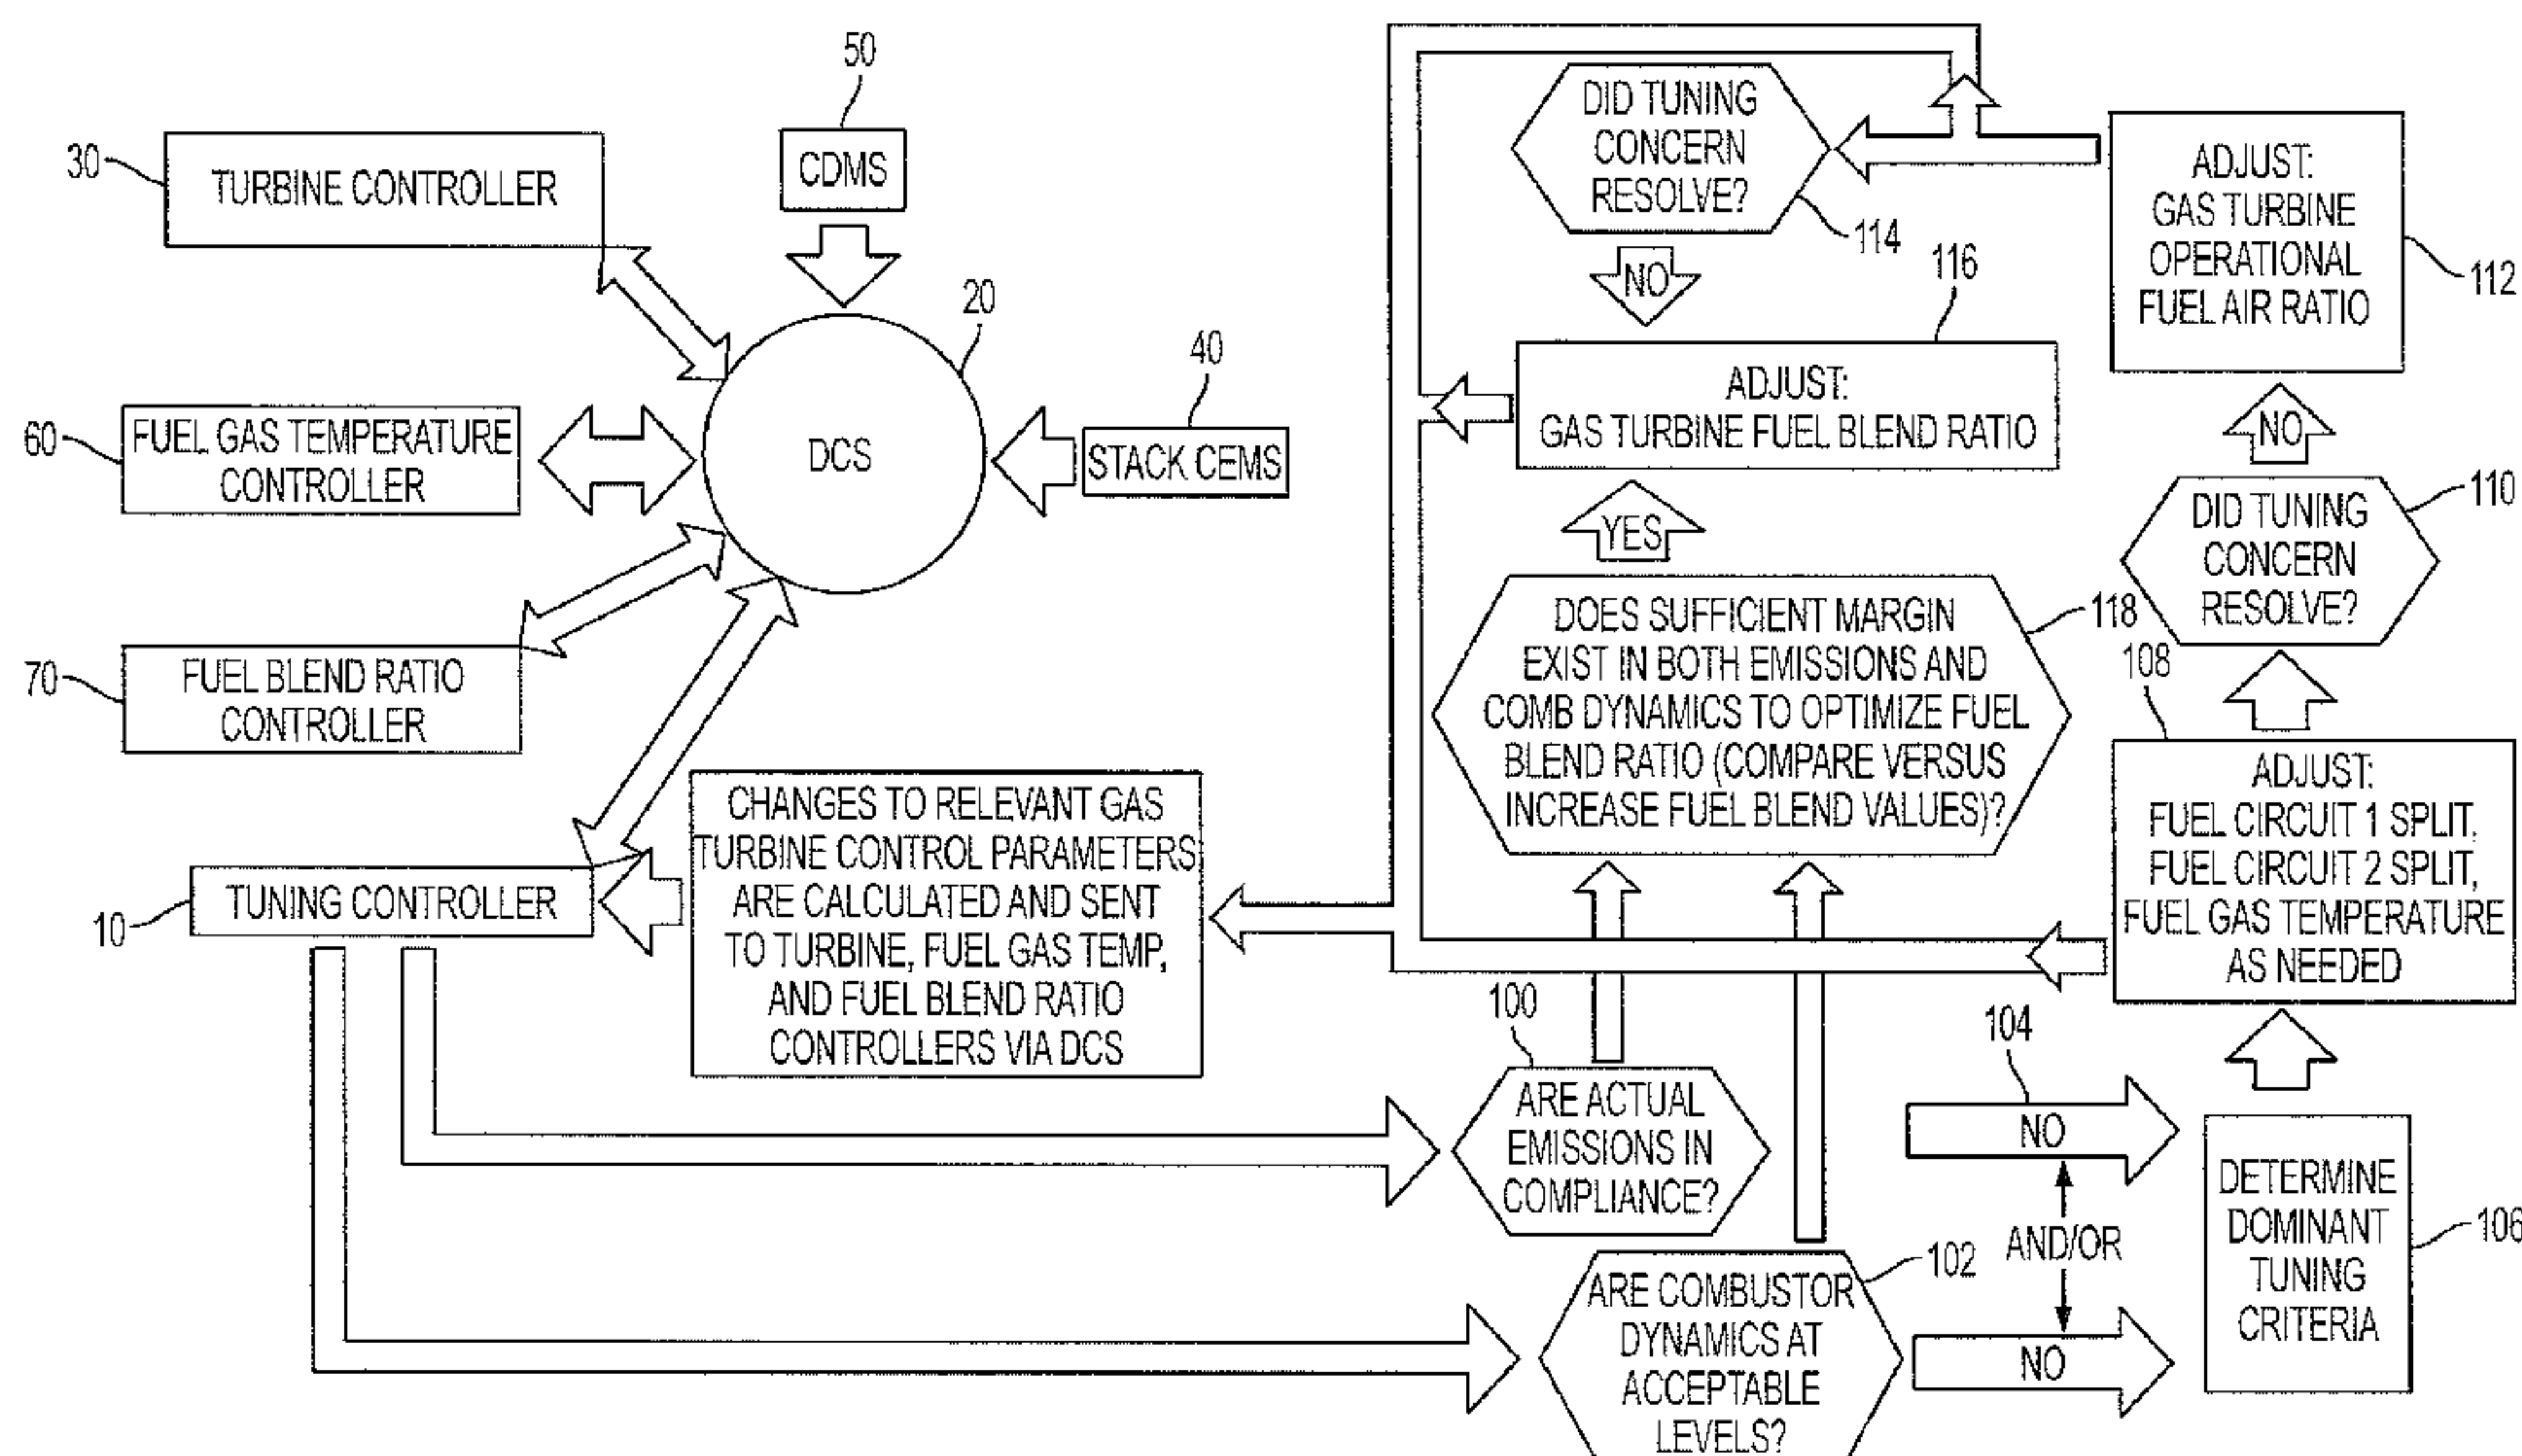 50
30
TURBINE CONTROLLER
CDMS
20
40
60
FUEL GAS TEMPERATURE
CONTROLLER
DCS
STACK CEMS
70
FUEL BLEND RATIO
CONTROLLER
10
TUNING CONTROLLER
CHANGES TO RELEVANT GAS
TURBINE CONTROL PARAMETERS
ARE CALCULATED AND SENT
TO TURBINE, FUEL GAS TEMP,
AND FUEL BLEND RATIO
CONTROLLERS VIA DCS
DID TUNING
CONCERN
RESOLVE?
114
NO
116
ADJUST:
GAS TURBINE FUEL BLEND RATIO
YES
DOES SUFFICIENT MARGIN
EXIST IN BOTH EMISSIONS AND
COMB DYNAMICS TO OPTIMIZE FUEL
BLEND RATIO (COMPARE VERSUS
INCREASE FUEL BLEND VALUES)?
118
ADJUST:
GAS TURBINE
OPERATIONAL
FUEL AIR RATIO
112
NO
DID TUNING
CONCERN
RESOLVE?
110
108
ADJUST:
FUEL CIRCUIT 1 SPLIT,
FUEL CIRCUIT 2 SPLIT,
FUEL GAS TEMPERATURE
AS NEEDED
100
ARE ACTUAL
EMISSIONS IN
COMPLIANCE?
102
ARE COMBUSTOR
DYNAMICS AT
ACCEPTABLE
LEVELS?
104
NO
AND/OR
NO
DETERMINE
DOMINANT
TUNING
CRITERIA
106